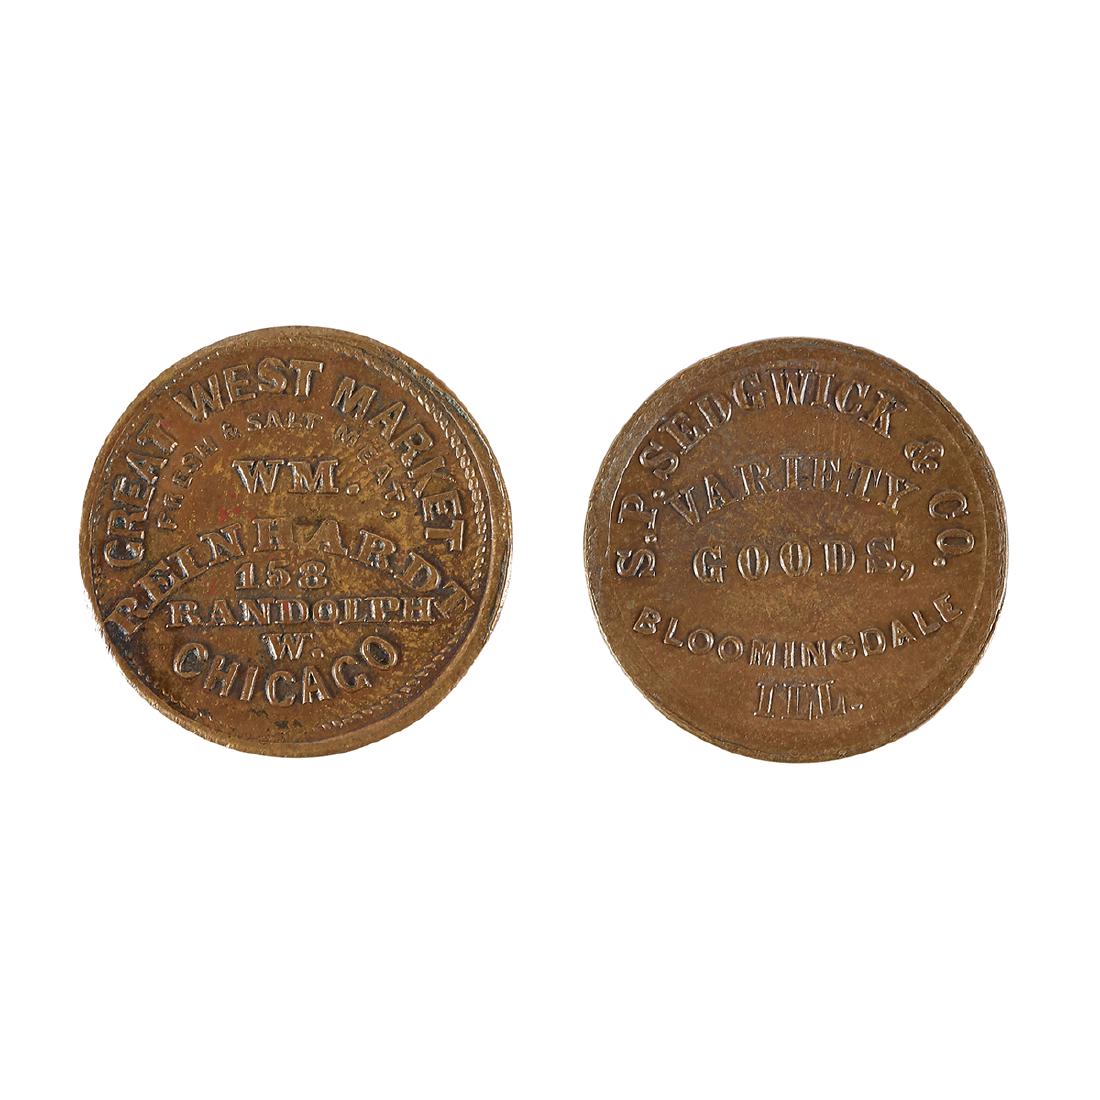 GREAT WEST MARKET
FRESH & SALT MEATS
WM.
REINHARDT
158
RANDOLPH
W.
CHICAGO
S.P. SEDGWICK & CO.
VARIETY
GOODS,
BLOOMINGDALE
ILL.